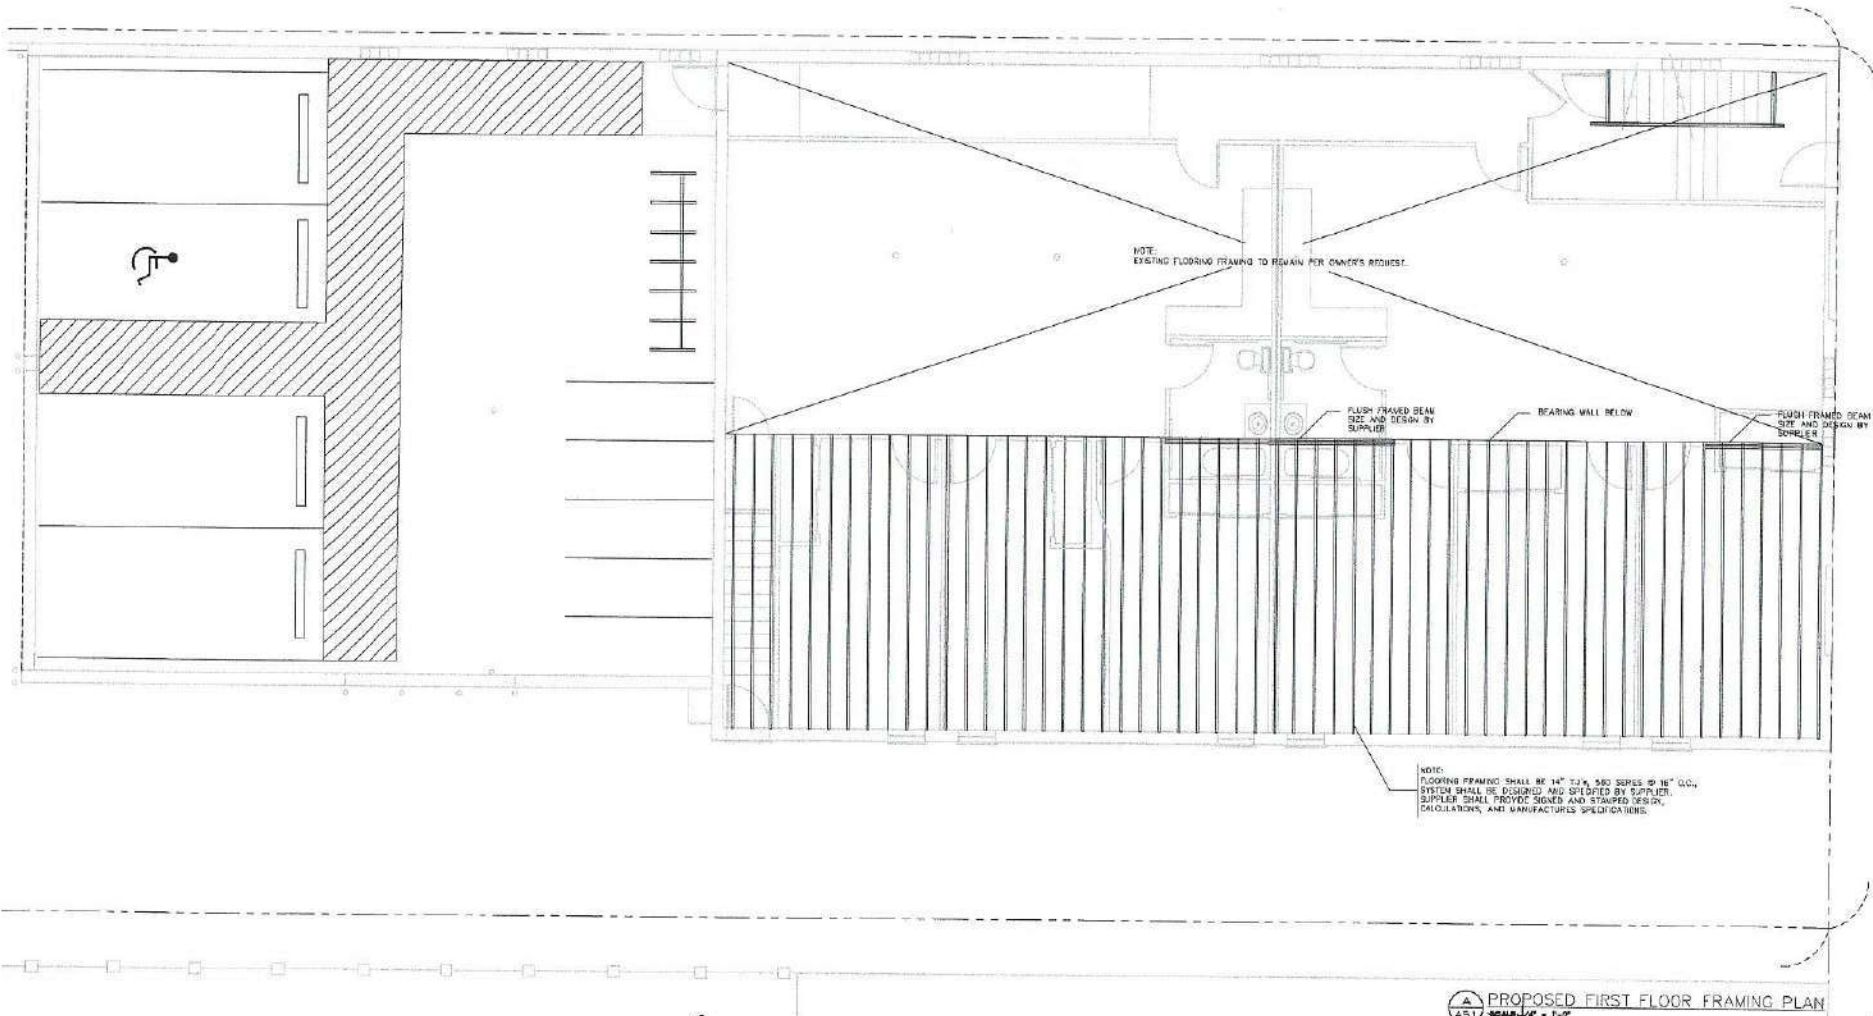 NOTE:
EXISTING FLOORING FRAMING TO REMAIN PER OWNER'S REQUEST.
FLUSH FRAMED BEAM
SIZE AND DESIGN BY
SUPPLIER
BEARING WALL BELOW
FLUSH FRAMED BEAM
SIZE AND DESIGN BY
SUPPLIER
NOTE:
FLOORING FRAMING SHALL BE 14" TJI's, 560 SERIES @ 16" O.C.,
SYSTEM SHALL BE DESIGNED AND SPECIFIED BY SUPPLIER.
SUPPLIER SHALL PROVIDE SIGNED AND STAMPED DESIGN,
CALCULATIONS, AND MANUFACTURES SPECIFICATIONS.
A PROPOSED FIRST FLOOR FRAMING PLAN